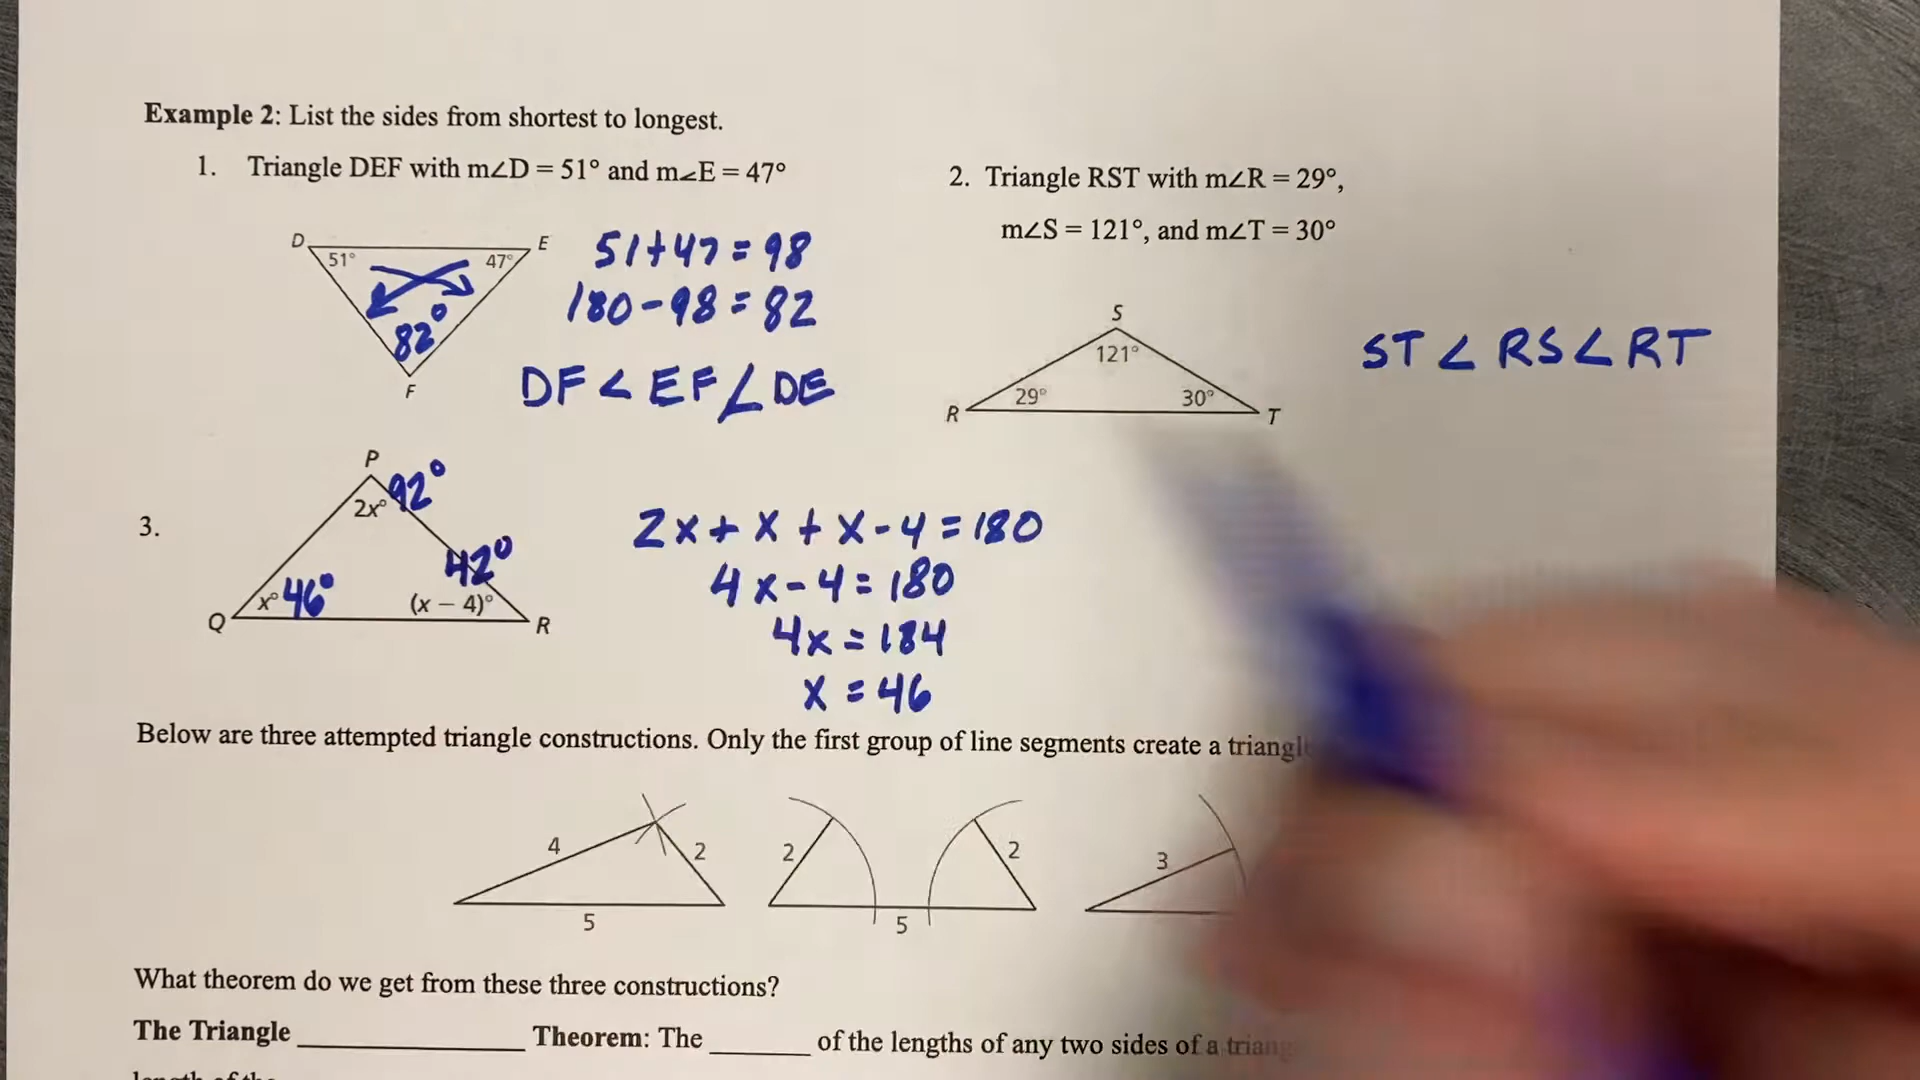 Example 2: List the sides from shortest to longest.
1. Triangle DEF with m∠D = 51° and m∠E = 47°
D
E
51°
47°
82°
F
51+47=98
180-98=82
DF < EF < DE
2. Triangle RST with m∠R = 29°,
m∠S = 121°, and m∠T = 30°
S
121°
29°
30°
R
T
ST < RS < RT
3.
P
2x° 92°
42°
x° 46°
(x – 4)°
Q
R
2x + x + x - 4 = 180
4x - 4 = 180
4x = 184
x = 46
Below are three attempted triangle constructions. Only the first group of line segments create a
4
2
5
2
2
5
3
What theorem do we get from these three constructions?
The Triangle ____________ Theorem: The ______ of the lengths of any two sides of a